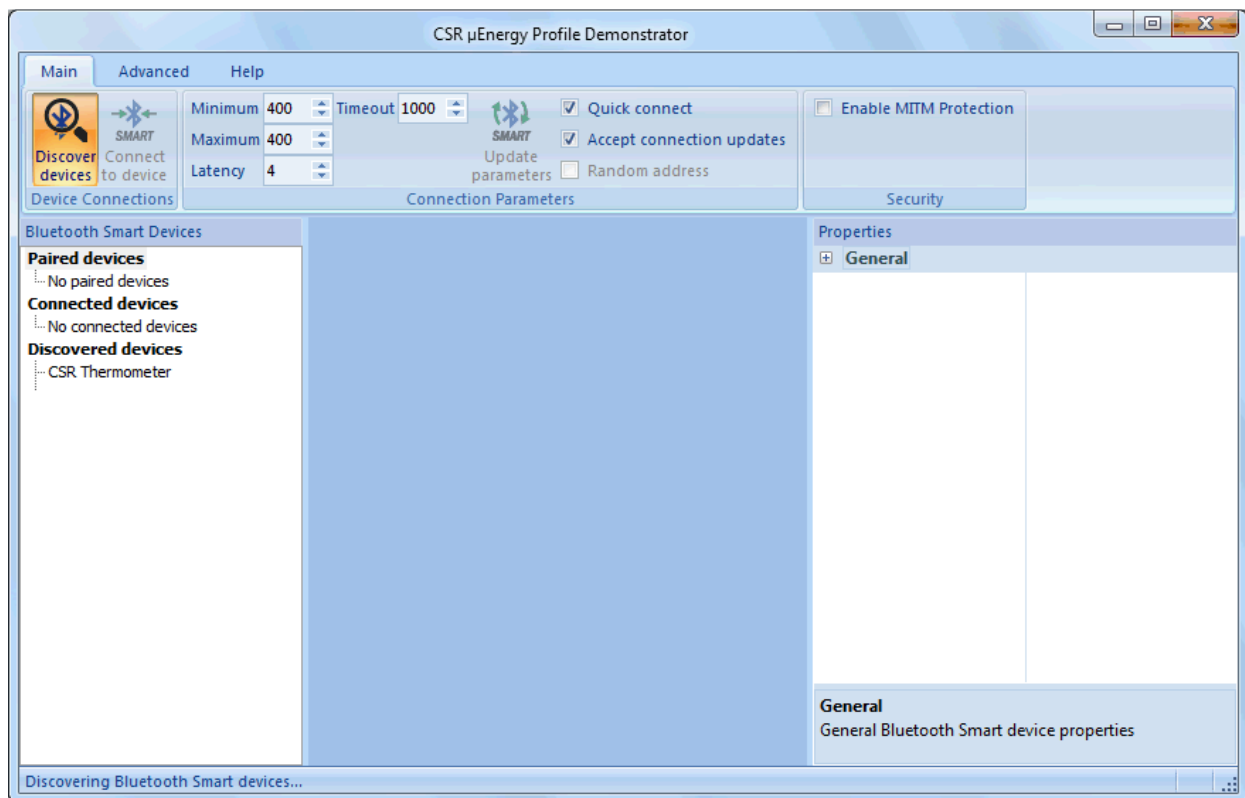 CSR µEnergy Profile Demonstrator
Main Advanced Help
Discover devices
SMART
Connect to device
Device Connections
Minimum 400
Maximum 400
Latency 4
Timeout 1000
SMART
Update parameters
Quick connect
Accept connection updates
Random address
Connection Parameters
Enable MITM Protection
Security
Bluetooth Smart Devices
Paired devices
No paired devices
Connected devices
No connected devices
Discovered devices
CSR Thermometer
Properties
General
General
General Bluetooth Smart device properties
Discovering Bluetooth Smart devices...